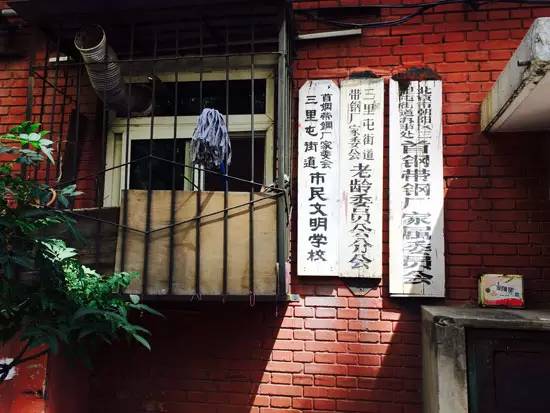 首钢带钢厂家委会
三里屯街道市民文明学校
三里屯街道
带钢厂家委会
老龄委员会分会
北京市朝阳区三
里屯街道办事处
首钢带钢厂家属委员会